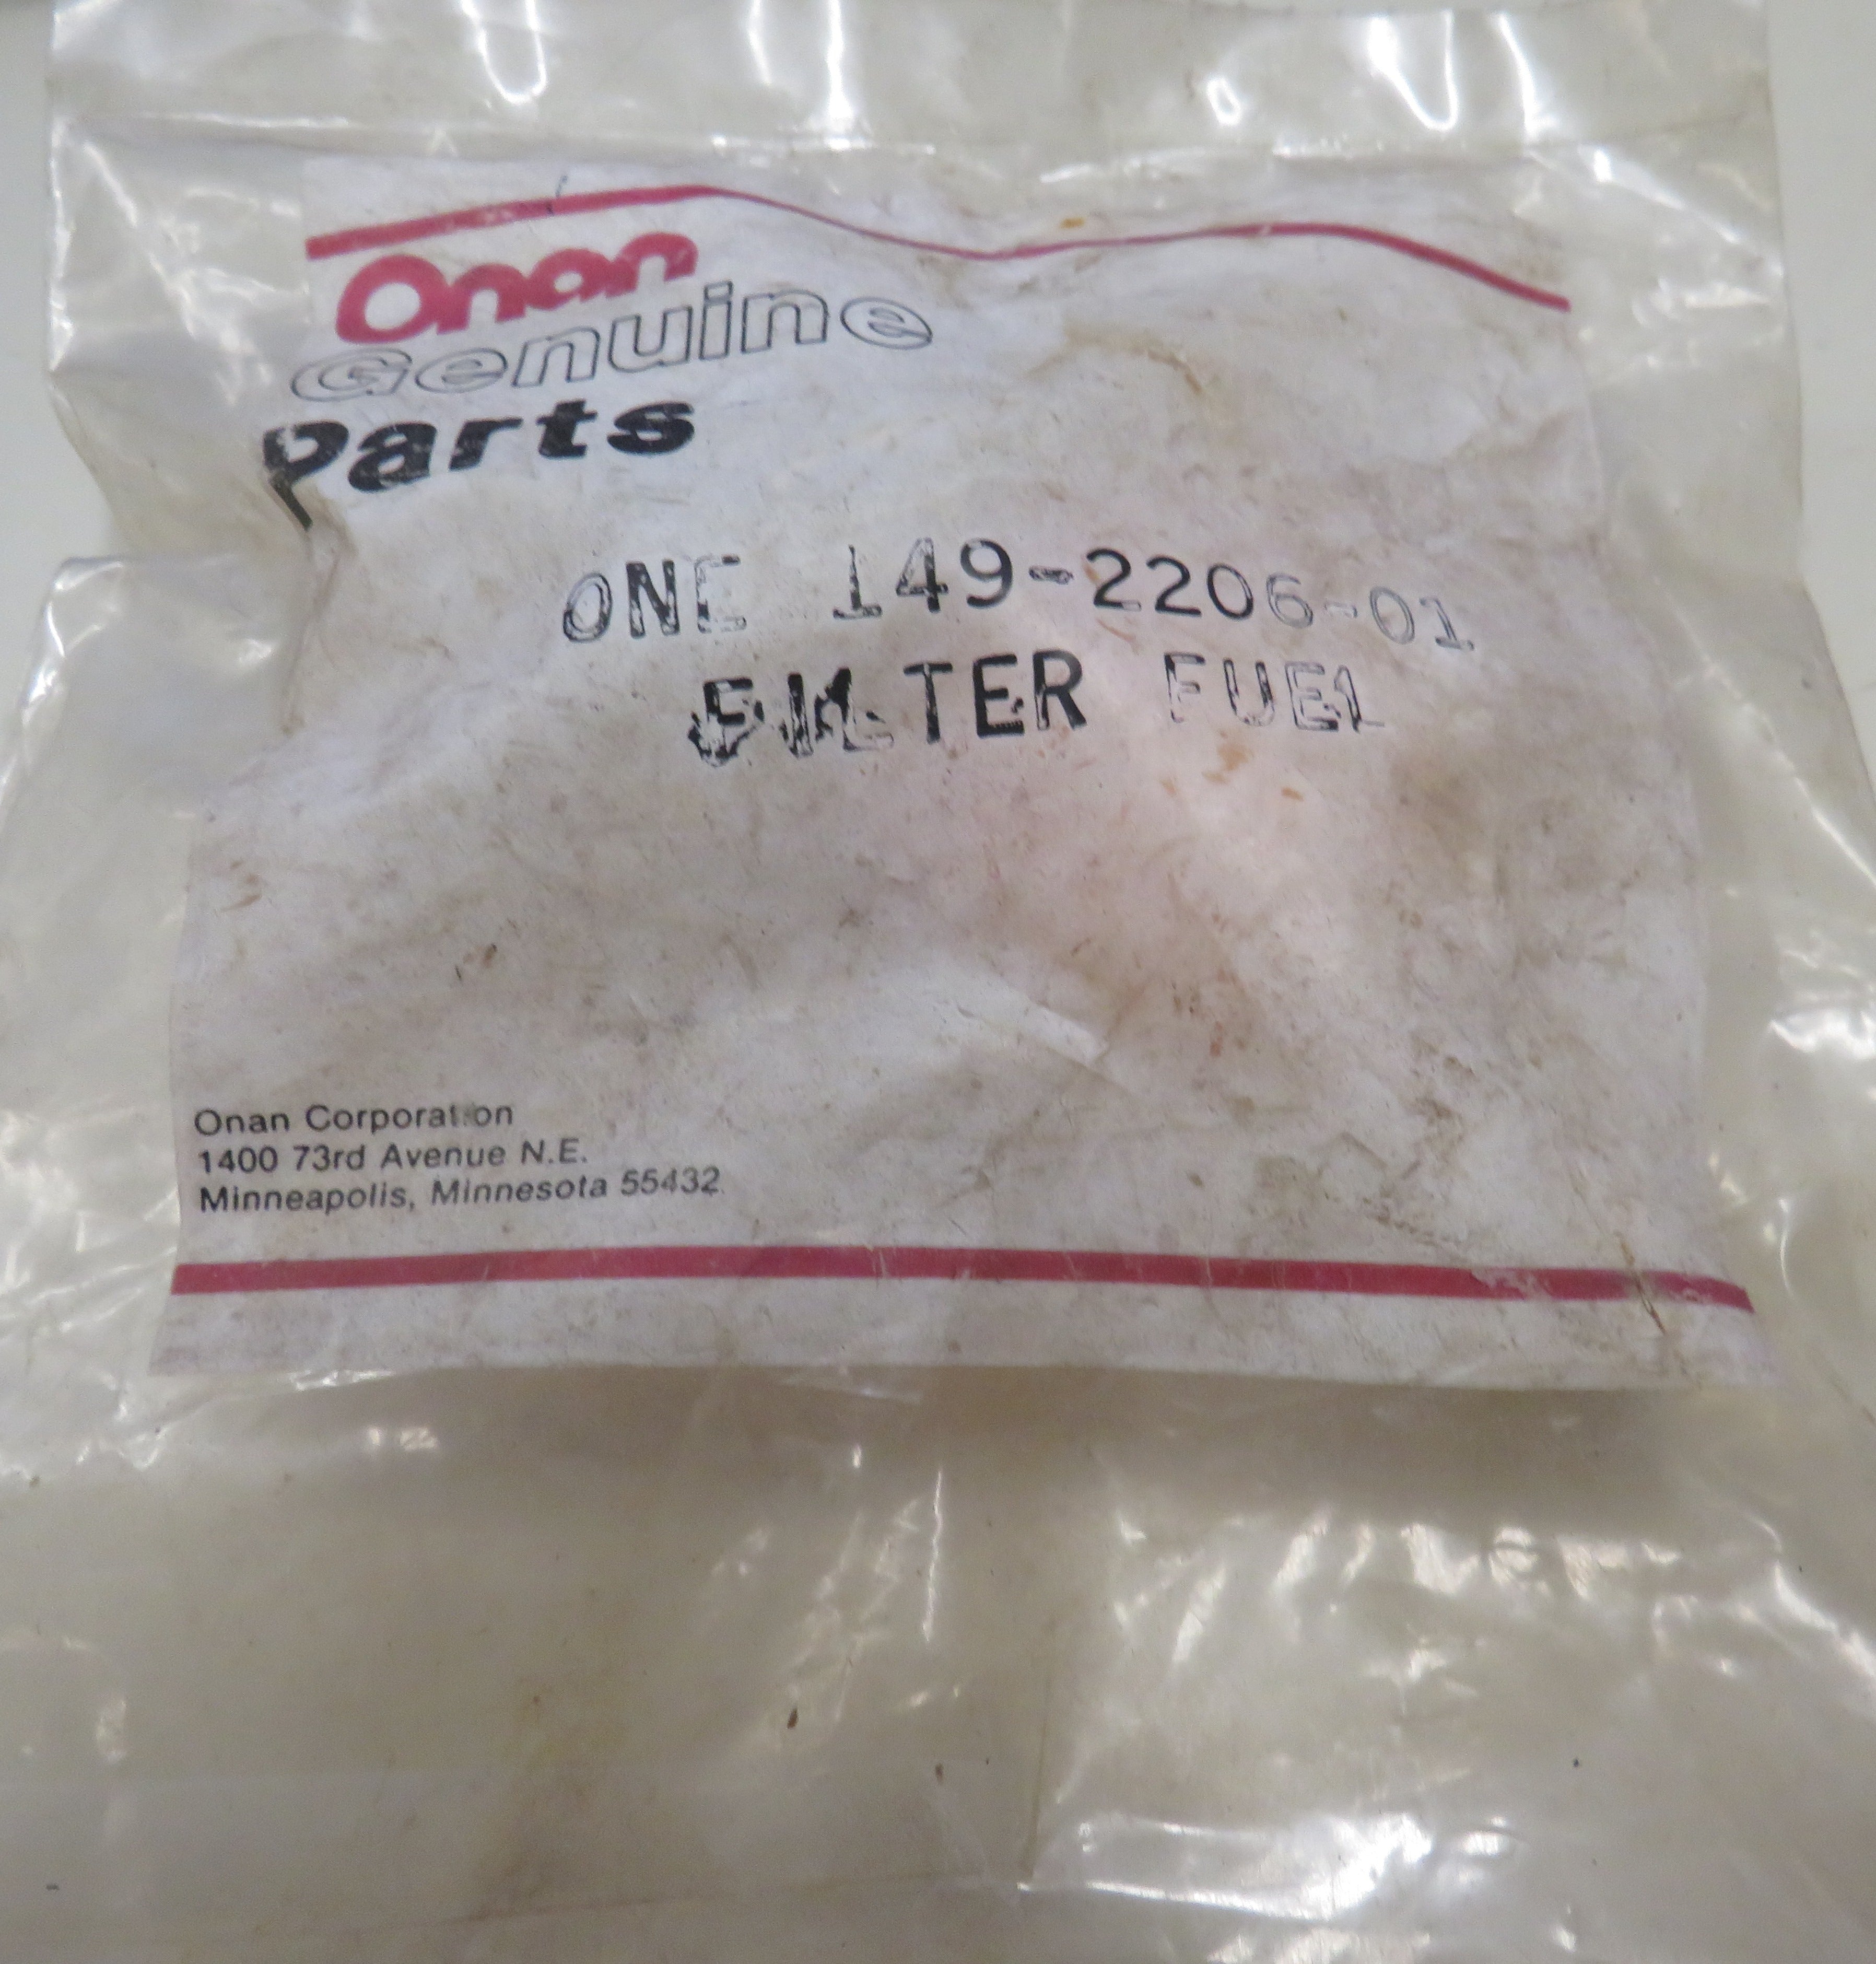 Onan
Genuine
Parts
ONE 149-2206-01
FILTER FUEL
Onan Corporation
1400 73rd Avenue N.E.
Minneapolis, Minnesota 55432